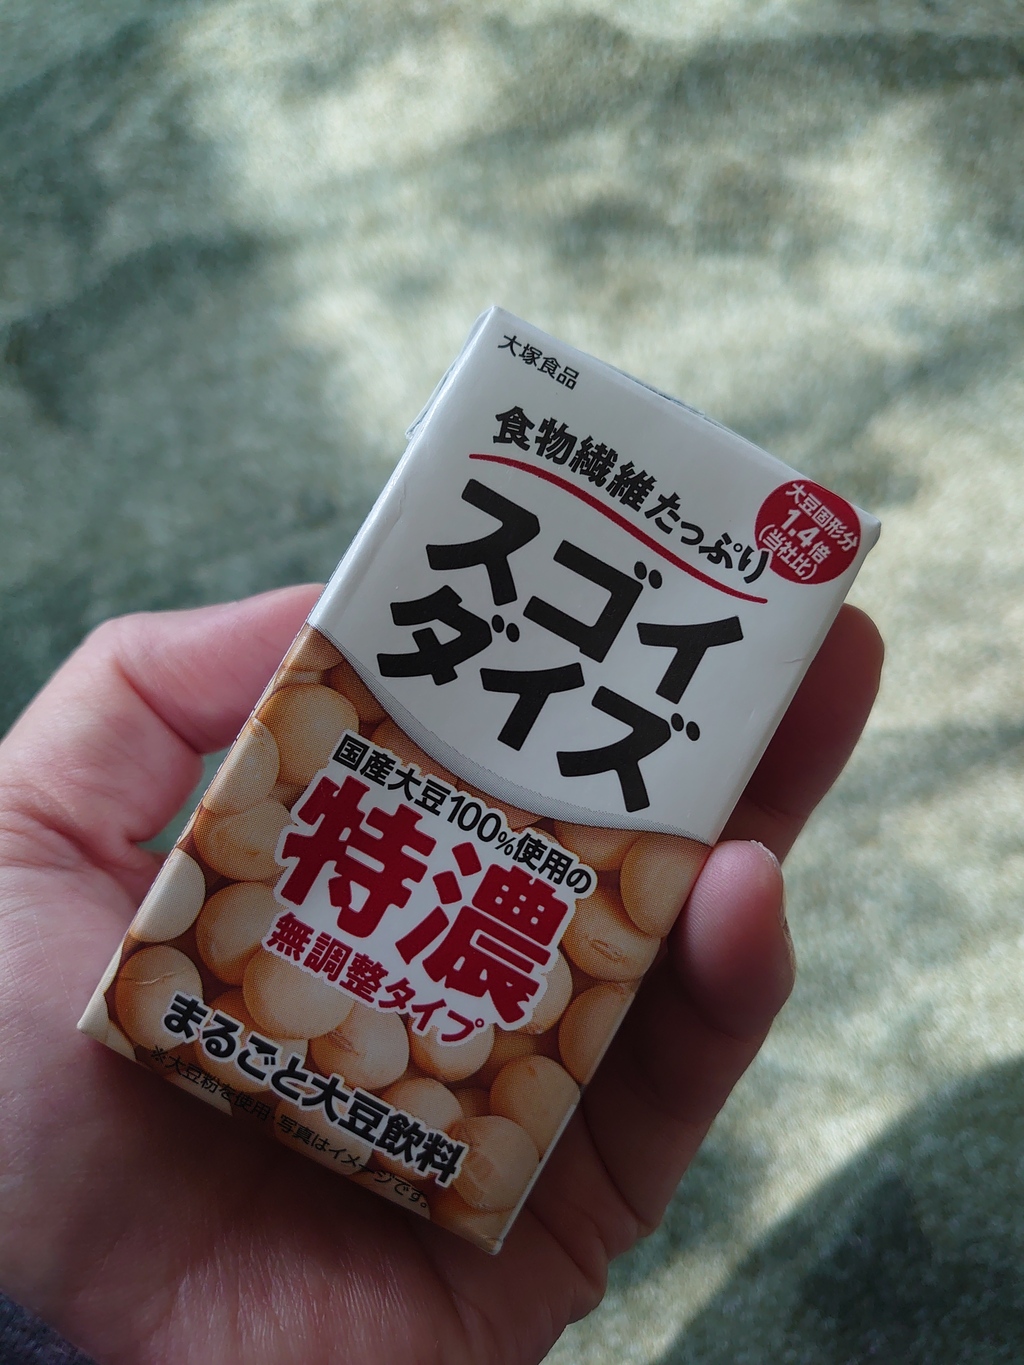 大塚食品
食物繊維たっぷり
大豆固形分
1.4倍
(当社比)
スゴイ
ダイズ
国産大豆100%使用の
特濃
無調整タイプ
まるごと大豆飲料
※大豆粉を使用 写真はイメージです。